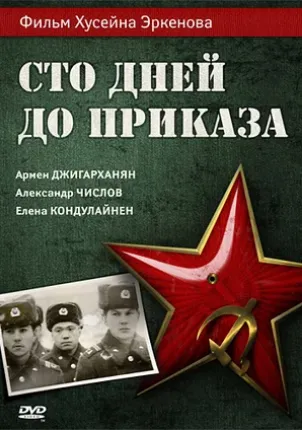 Фильм Хусейна Эркенова
СТО ДНЕЙ
ДО ПРИКАЗА
Армен ДЖИГАРХАНЯН
Александр ЧИСЛОВ
Елена КОНДУЛАЙНЕН
DVD